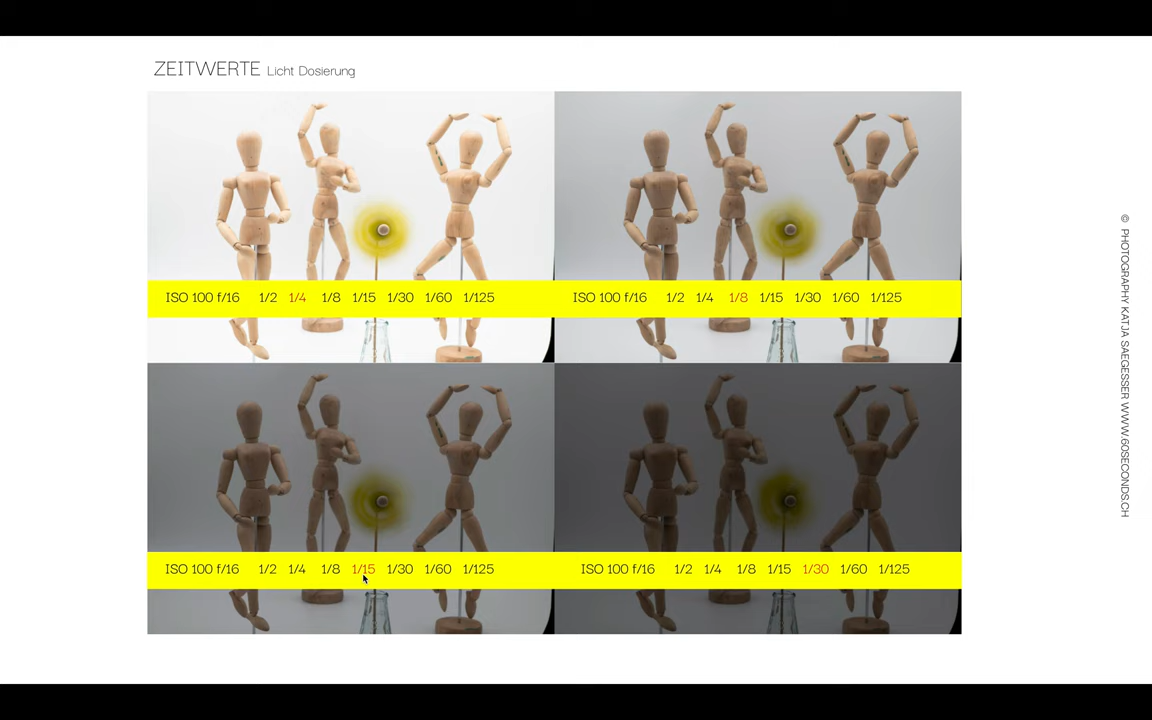 ZEITWERTE Licht Dosierung
ISO 100 f/16 1/2 1/4 1/8 1/15 1/30 1/60 1/125
ISO 100 f/16 1/2 1/4 1/8 1/15 1/30 1/60 1/125
ISO 100 f/16 1/2 1/4 1/8 1/15 1/30 1/60 1/125
ISO 100 f/16 1/2 1/4 1/8 1/15 1/30 1/60 1/125
© PHOTOGRAPHY KATJA SAEGESSER WWW.60SECONDS.CH